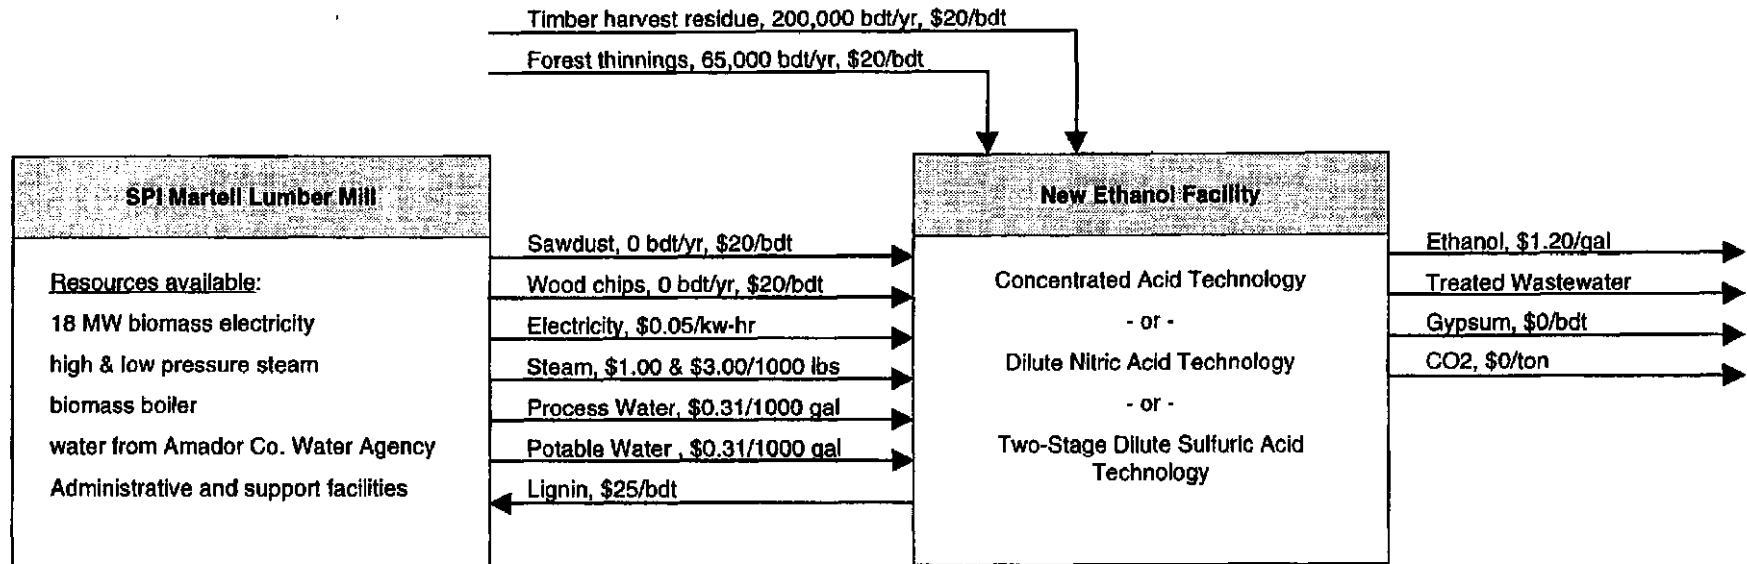 Timber harvest residue, 200,000 bdt/yr, $20/bdt
Forest thinnings, 65,000 bdt/yr, $20/bdt
SPI Martell Lumber Mill
Resources available:
18 MW biomass electricity
high & low pressure steam
biomass boiler
water from Amador Co. Water Agency
Administrative and support facilities
Sawdust, 0 bdt/yr, $20/bdt
Wood chips, 0 bdt/yr, $20/bdt
Electricity, $0.05/kw-hr
Steam, $1.00 & $3.00/1000 lbs
Process Water, $0.31/1000 gal
Potable Water , $0.31/1000 gal
Lignin, $25/bdt
New Ethanol Facility
Concentrated Acid Technology
- or -
Dilute Nitric Acid Technology
- or -
Two-Stage Dilute Sulfuric Acid
Technology
Ethanol, $1.20/gal
Treated Wastewater
Gypsum, $0/bdt
CO2, $0/ton